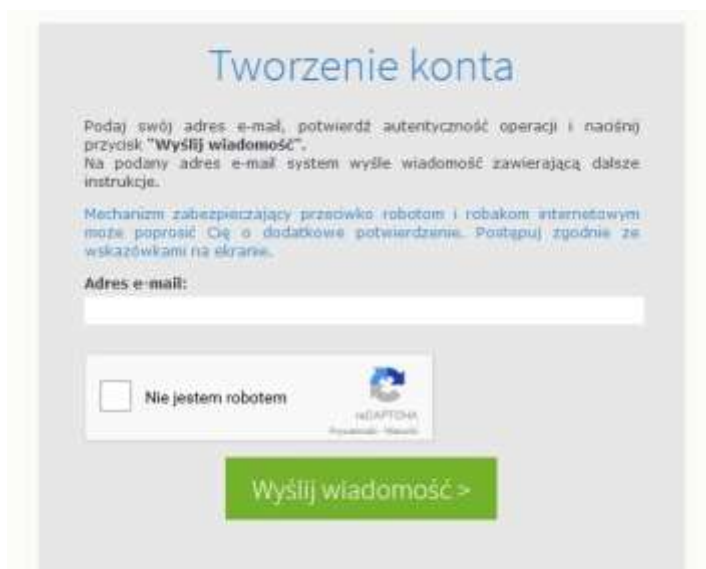 Tworzenie konta
Podaj swój adres e-mail, potwierdź autentyczność operacji i naciśnij
przycisk "Wyślij wiadomość".
Na podany adres e-mail system wyśle wiadomość zawierającą dalsze
instrukcje.
Mechanizm zabezpieczający przeciwko robotom i robakom internetowym
może poprosić Cię o dodatkowe potwierdzenie. Postępuj zgodnie ze
wskazówkami na ekranie.
Adres e-mail:
Nie jestem robotem
reCAPTCHA
Prywatność - Warunki
Wyślij wiadomość >